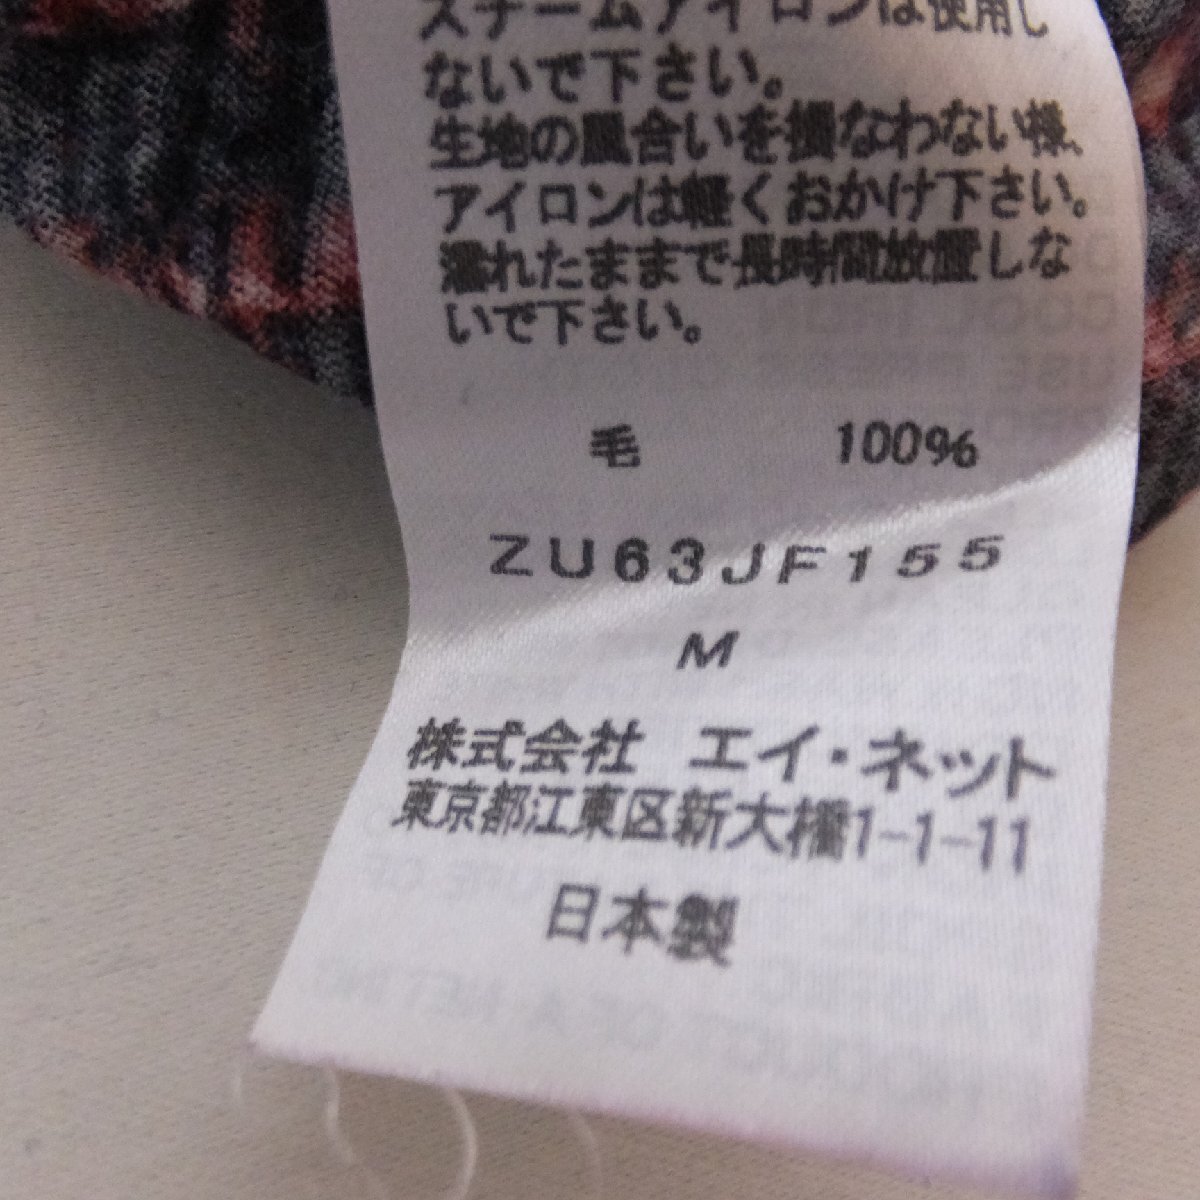 スチームアイロンは使用し
ないで下さい。
生地の風合いを損なわない様、
アイロンは軽くおかけ下さい。
濡れたままで長時間放置しな
いで下さい。
毛 100%
ZU63JF155
M
株式会社 エイ・ネット
東京都江東区新大橋1-1-11
日本製